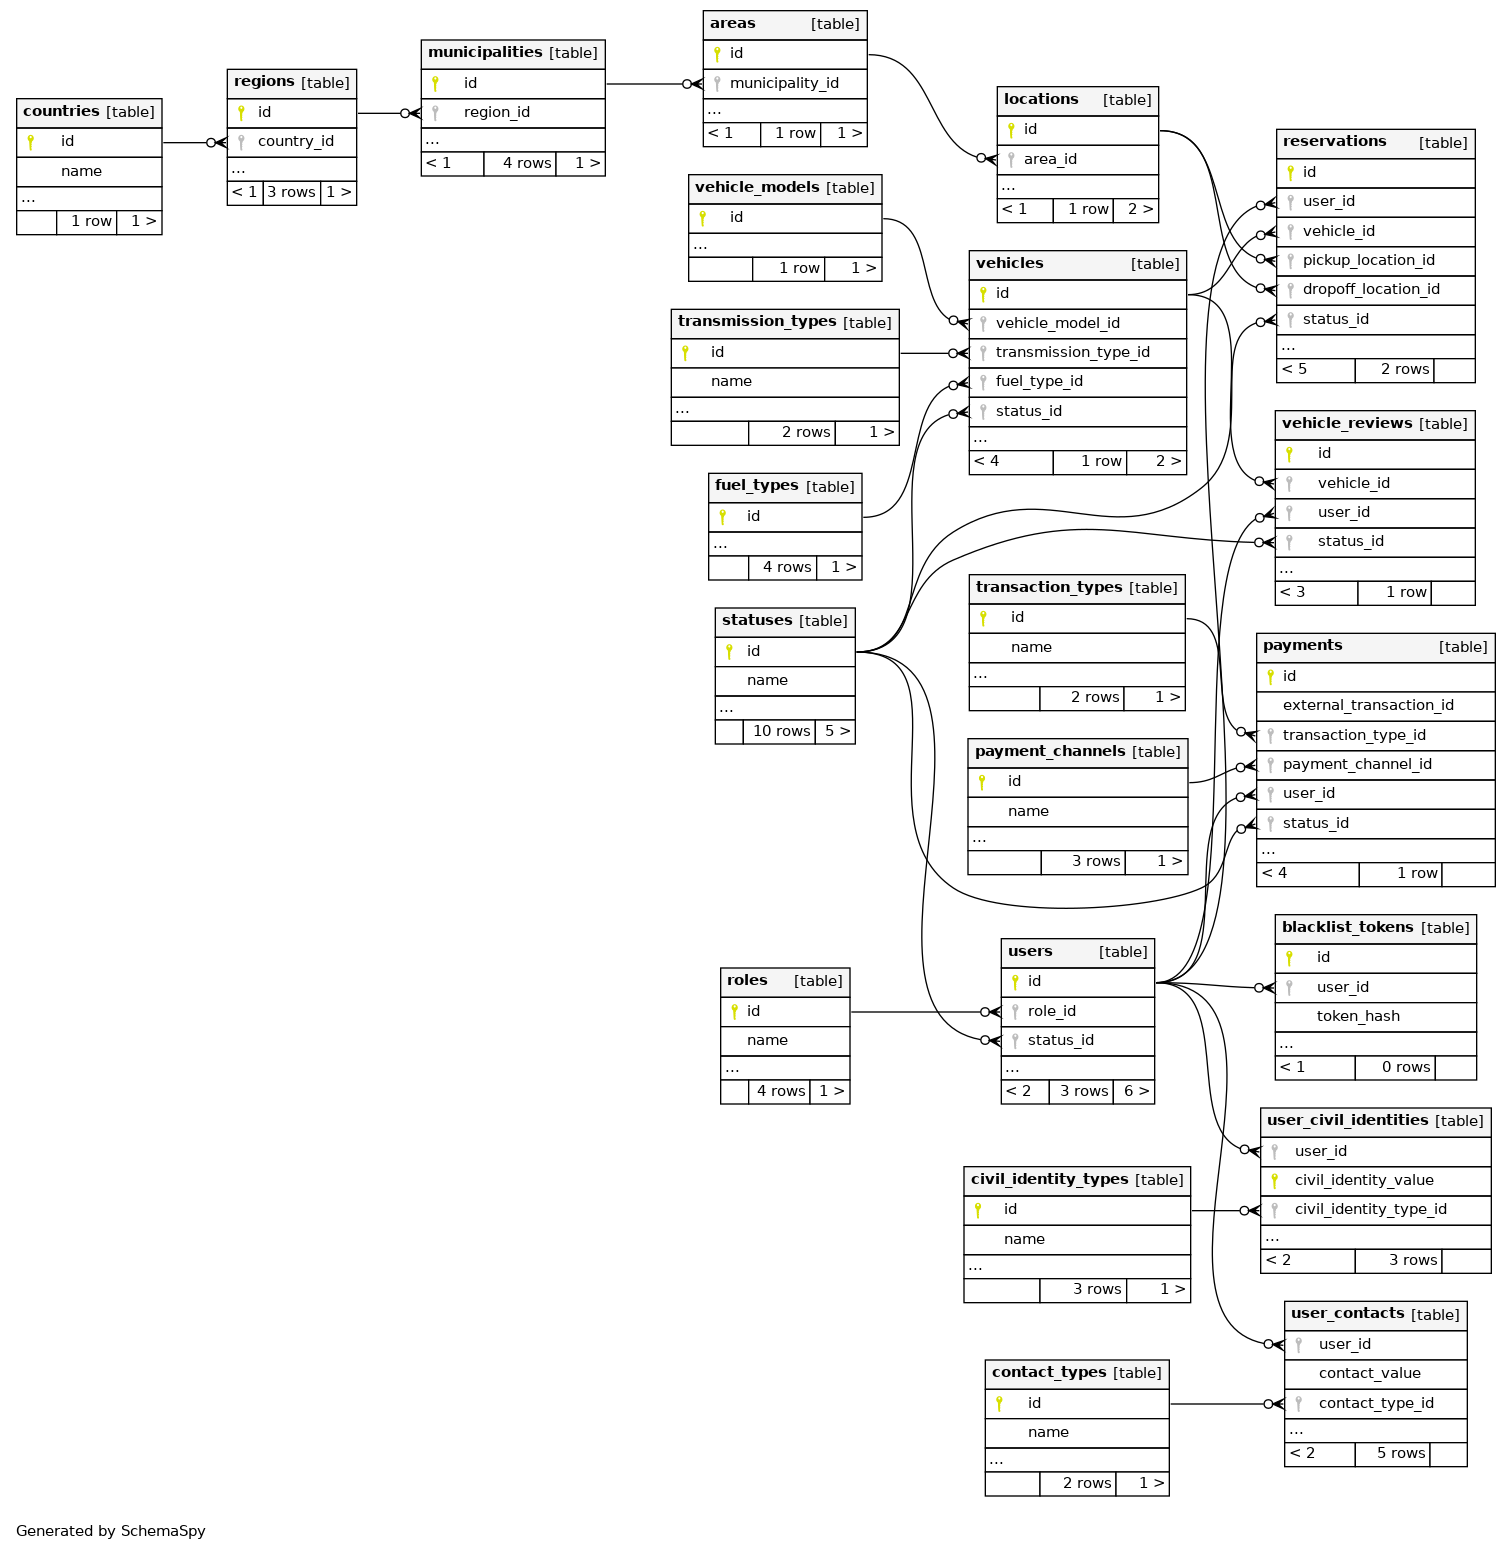 countries [table]
id
name
...
1 row 1 >
regions [table]
id
country_id
...
< 1 3 rows 1 >
municipalities [table]
id
region_id
...
< 1 4 rows 1 >
areas [table]
id
municipality_id
...
< 1 1 row 1 >
locations [table]
id
area_id
...
< 1 1 row 2 >
vehicle_models [table]
id
...
1 row 1 >
transmission_types [table]
id
name
...
2 rows 1 >
fuel_types [table]
id
...
4 rows 1 >
statuses [table]
id
name
...
10 rows 5 >
roles [table]
id
name
...
4 rows 1 >
vehicles [table]
id
vehicle_model_id
transmission_type_id
fuel_type_id
status_id
...
< 4 1 row 2 >
transaction_types [table]
id
name
...
2 rows 1 >
payment_channels [table]
id
name
...
3 rows 1 >
users [table]
id
role_id
status_id
...
< 2 3 rows 6 >
civil_identity_types [table]
id
name
...
3 rows 1 >
contact_types [table]
id
name
...
2 rows 1 >
reservations [table]
id
user_id
vehicle_id
pickup_location_id
dropoff_location_id
status_id
...
< 5 2 rows
vehicle_reviews [table]
id
vehicle_id
user_id
status_id
...
< 3 1 row
payments [table]
id
external_transaction_id
transaction_type_id
payment_channel_id
user_id
status_id
...
< 4 1 row
blacklist_tokens [table]
id
user_id
token_hash
...
< 1 0 rows
user_civil_identities [table]
user_id
civil_identity_value
civil_identity_type_id
...
< 2 3 rows
user_contacts [table]
user_id
contact_value
contact_type_id
...
< 2 5 rows
Generated by SchemaSpy